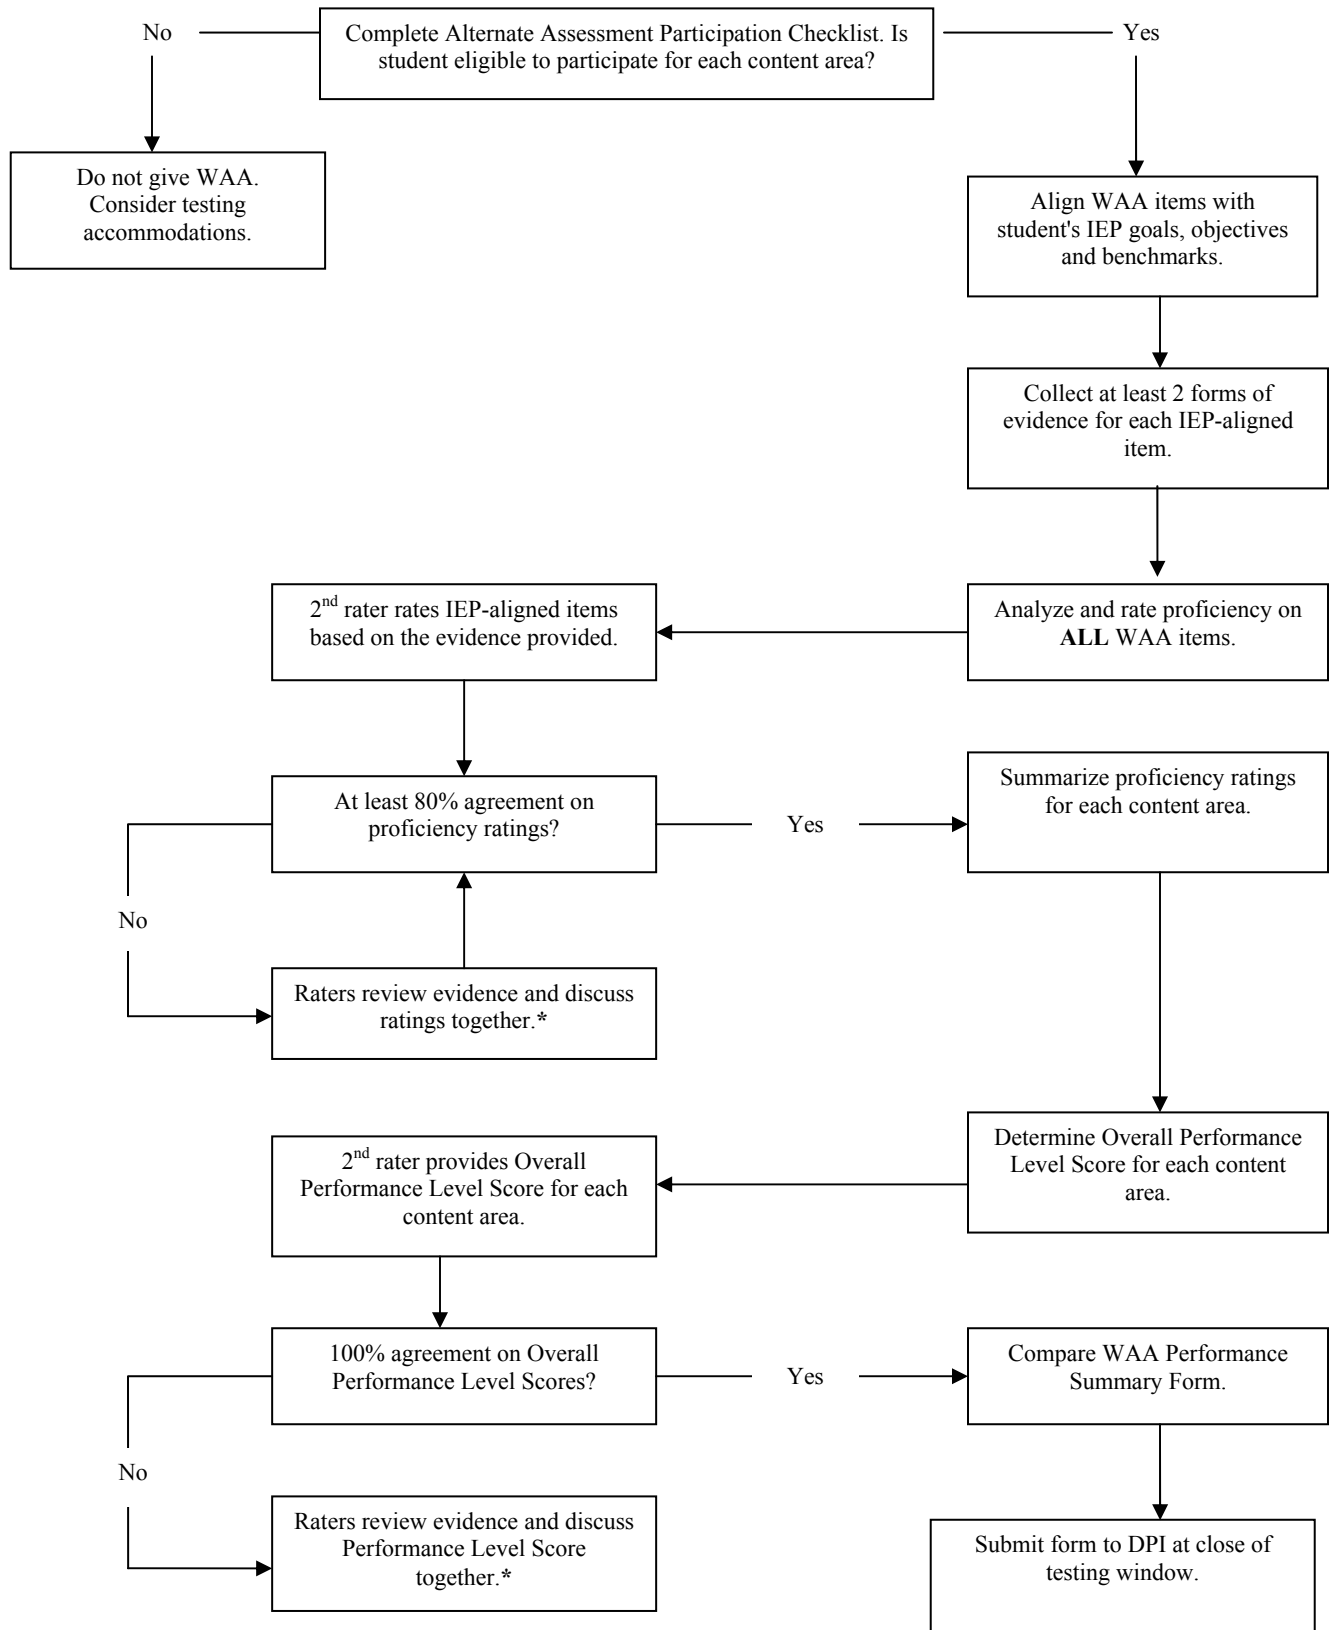 No
Complete Alternate Assessment Participation Checklist. Is
student eligible to participate for each content area?
Yes
Do not give WAA.
Consider testing
accommodations.
Align WAA items with
student's IEP goals, objectives
and benchmarks.
Collect at least 2 forms of
evidence for each IEP-aligned
item.
Analyze and rate proficiency on
ALL WAA items.
2nd rater rates IEP-aligned items
based on the evidence provided.
At least 80% agreement on
proficiency ratings?
Yes
Summarize proficiency ratings
for each content area.
No
Raters review evidence and discuss
ratings together.*
Determine Overall Performance
Level Score for each content
area.
2nd rater provides Overall
Performance Level Score for each
content area.
100% agreement on Overall
Performance Level Scores?
Yes
Compare WAA Performance
Summary Form.
No
Raters review evidence and discuss
Performance Level Score
together.*
Submit form to DPI at close of
testing window.